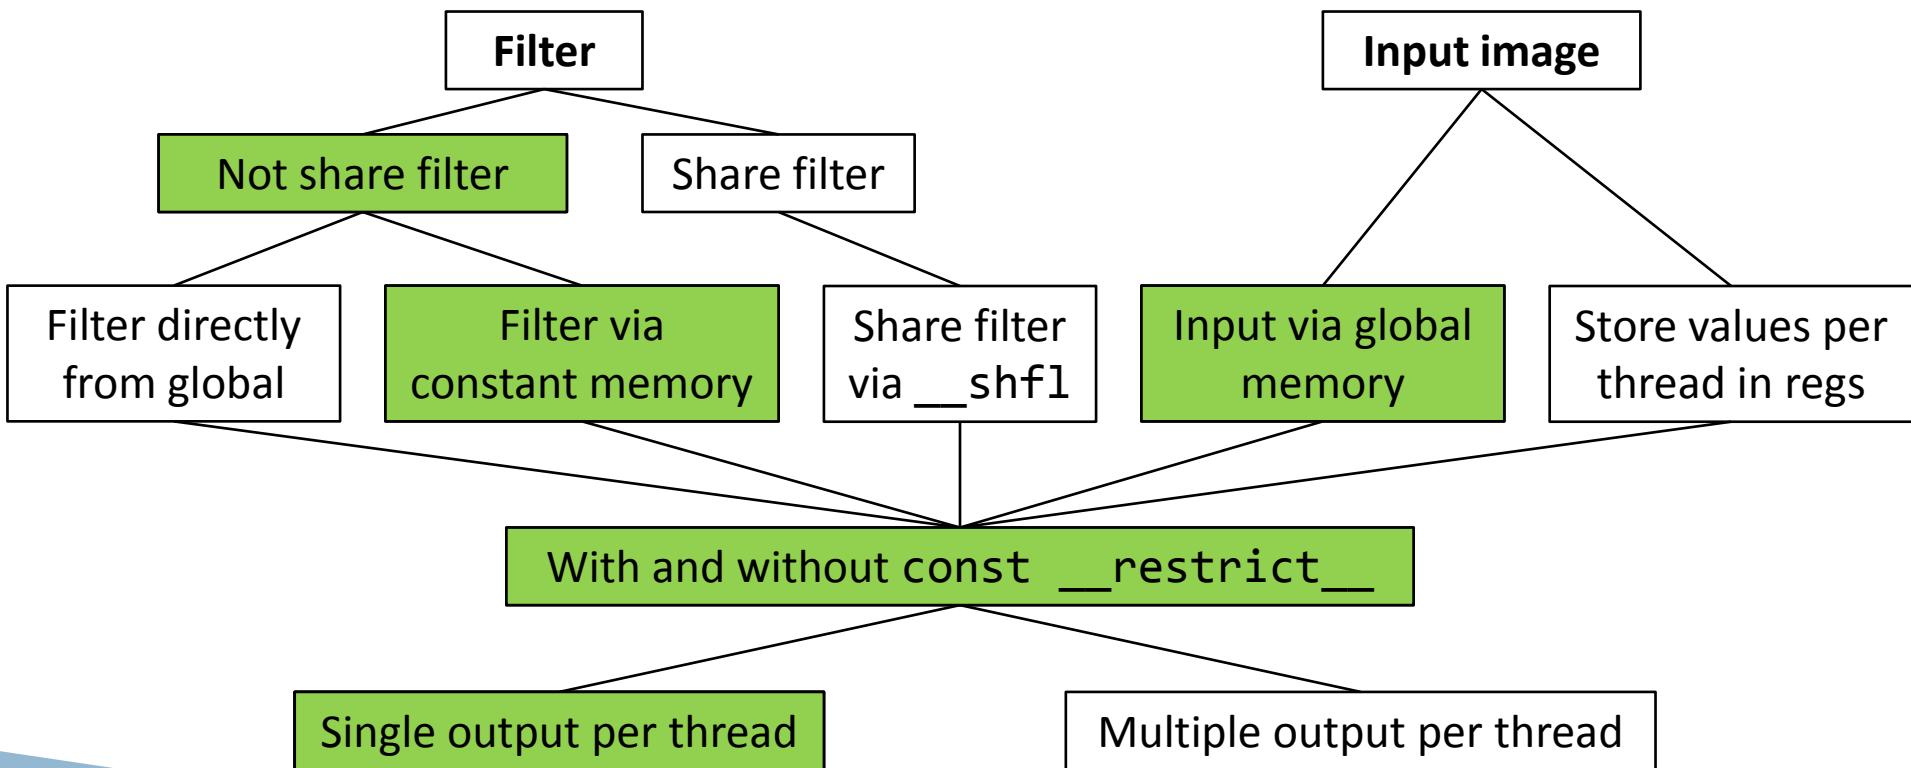 Filter
Input image
Not share filter
Share filter
Filter directly
from global
Filter via
constant memory
Share filter
via __shfl
Input via global
memory
Store values per
thread in regs
With and without const __restrict__
Single output per thread
Multiple output per thread